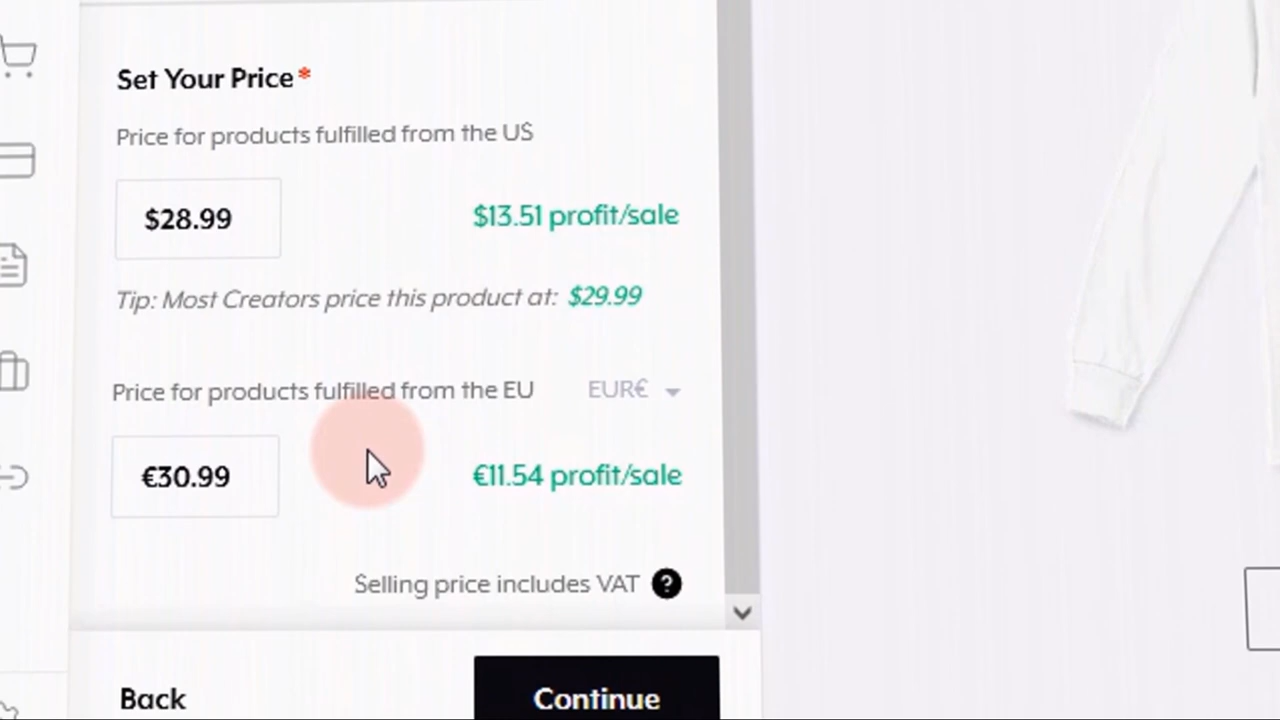 Set Your Price*
Price for products fulfilled from the US
$28.99
$13.51 profit/sale
Tip: Most Creators price this product at: $29.99
Price for products fulfilled from the EU
EUR€
€30.99
€11.54 profit/sale
Selling price includes VAT ?
Back
Continue